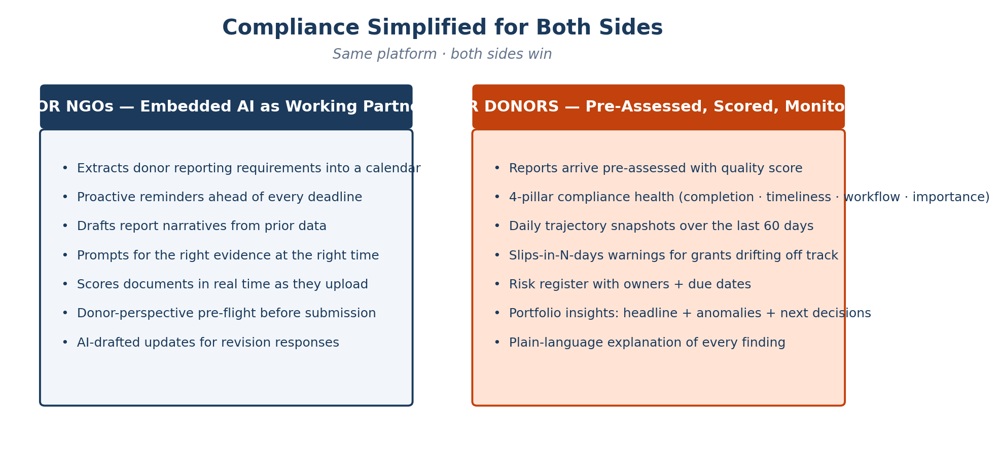 Compliance Simplified for Both Sides
Same platform · both sides win
OR NGOs — Embedded AI as Working Partne
• Extracts donor reporting requirements into a calendar
• Proactive reminders ahead of every deadline
• Drafts report narratives from prior data
• Prompts for the right evidence at the right time
• Scores documents in real time as they upload
• Donor-perspective pre-flight before submission
• AI-drafted updates for revision responses
R DONORS — Pre-Assessed, Scored, Monito
• Reports arrive pre-assessed with quality score
• 4-pillar compliance health (completion · timeliness · workflow · importance)
• Daily trajectory snapshots over the last 60 days
• Slips-in-N-days warnings for grants drifting off track
• Risk register with owners + due dates
• Portfolio insights: headline + anomalies + next decisions
• Plain-language explanation of every finding